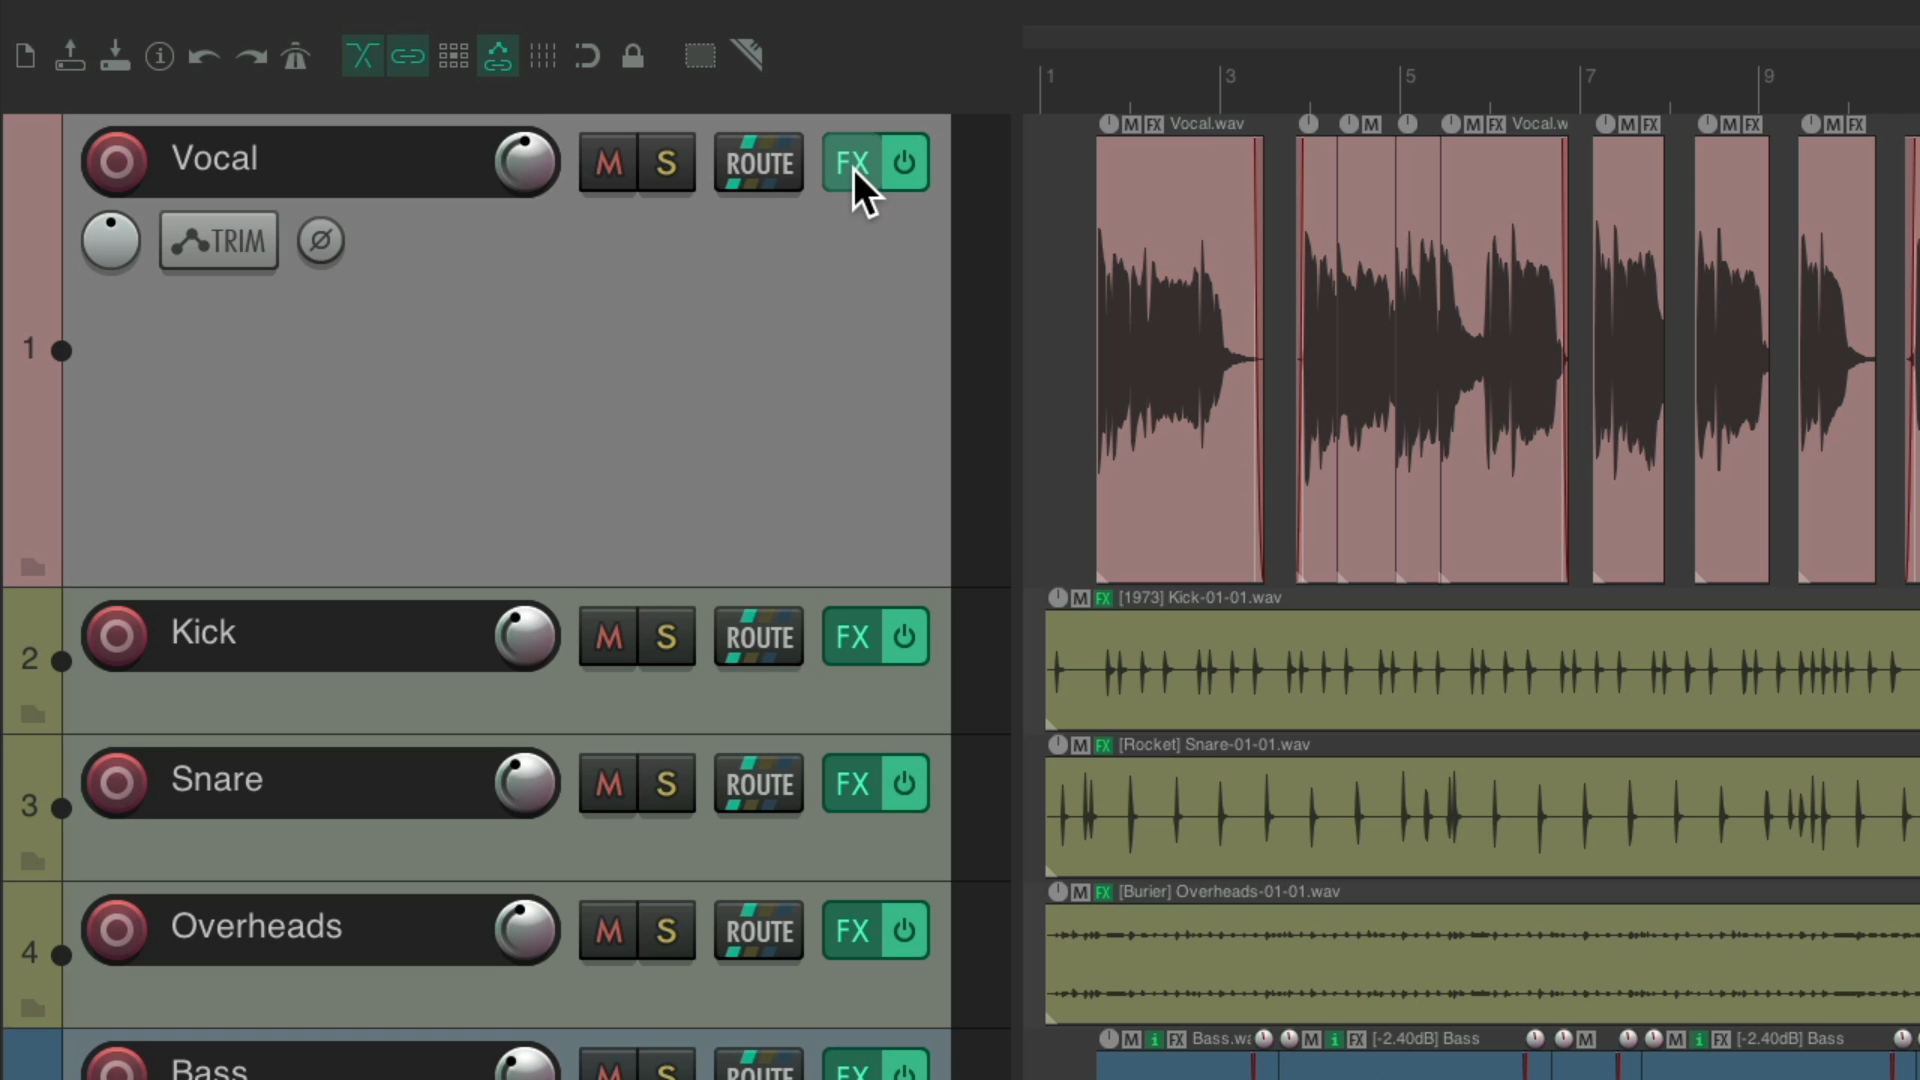 1 3 5 7 9
M FX Vocal.wav M M FX Vocal.w M FX M FX M FX
Vocal M S ROUTE FX
TRIM
1
M FX [1973] Kick-01-01.wav
Kick M S ROUTE FX
2
M FX [Rocket] Snare-01-01.wav
Snare M S ROUTE FX
3
M FX [Burier] Overheads-01-01.wav
Overheads M S ROUTE FX
4
M i FX Bass.wa M i FX [-2.40dB] Bass M M i FX [-2.40dB] Bass
Bass M S ROUTE FX